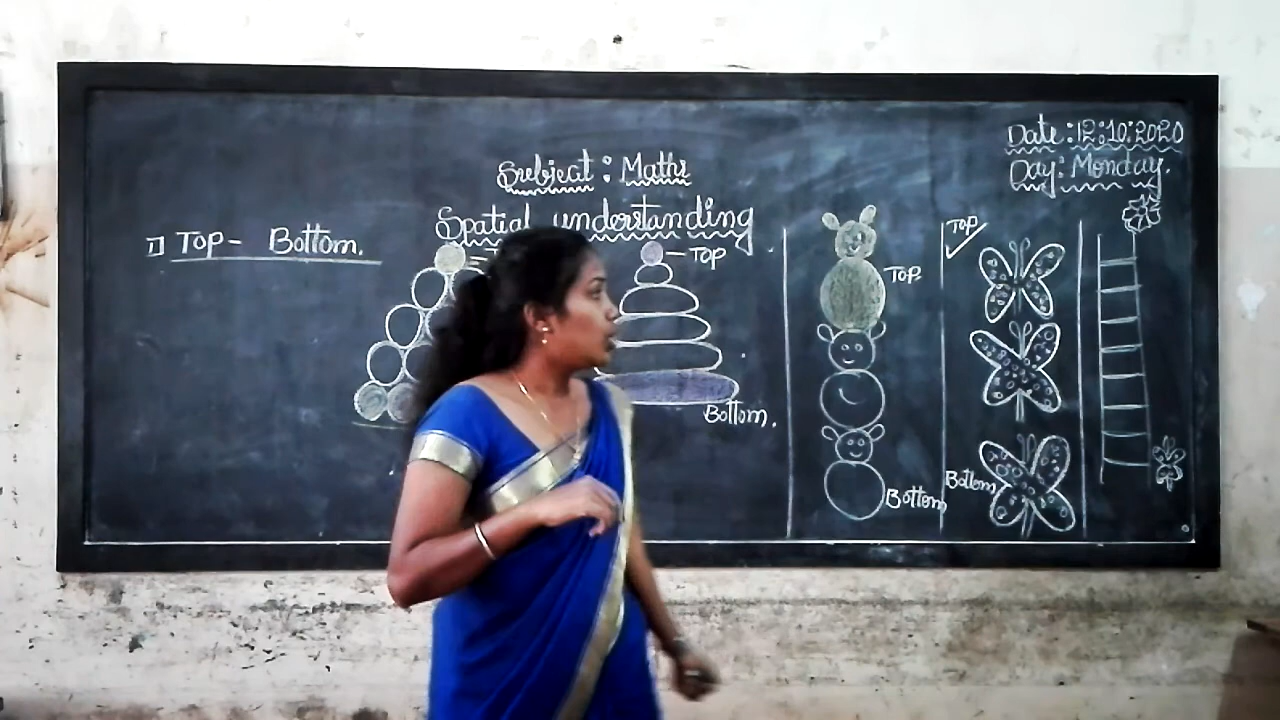 Date:12:10:2020
Day: Monday.
Subject: Maths
Spatial understanding
1] Top- Bottom.
Top
Bottom.
Top
Bottom
Top
Bottom